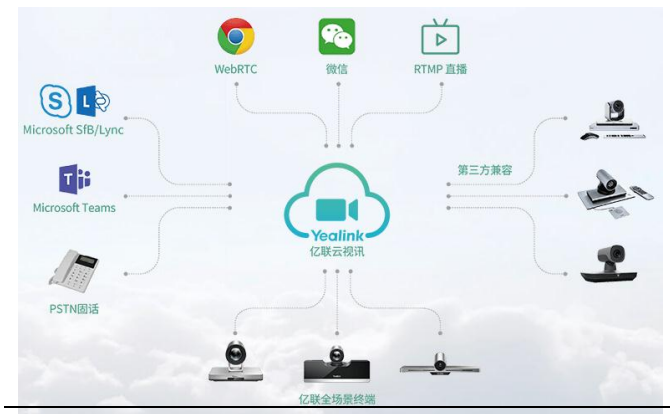 WebRTC
微信
RTMP 直播
Microsoft SfB/Lync
第三方兼容
Microsoft Teams
Yealink
亿联云视讯
PSTN固话
亿联全场景终端